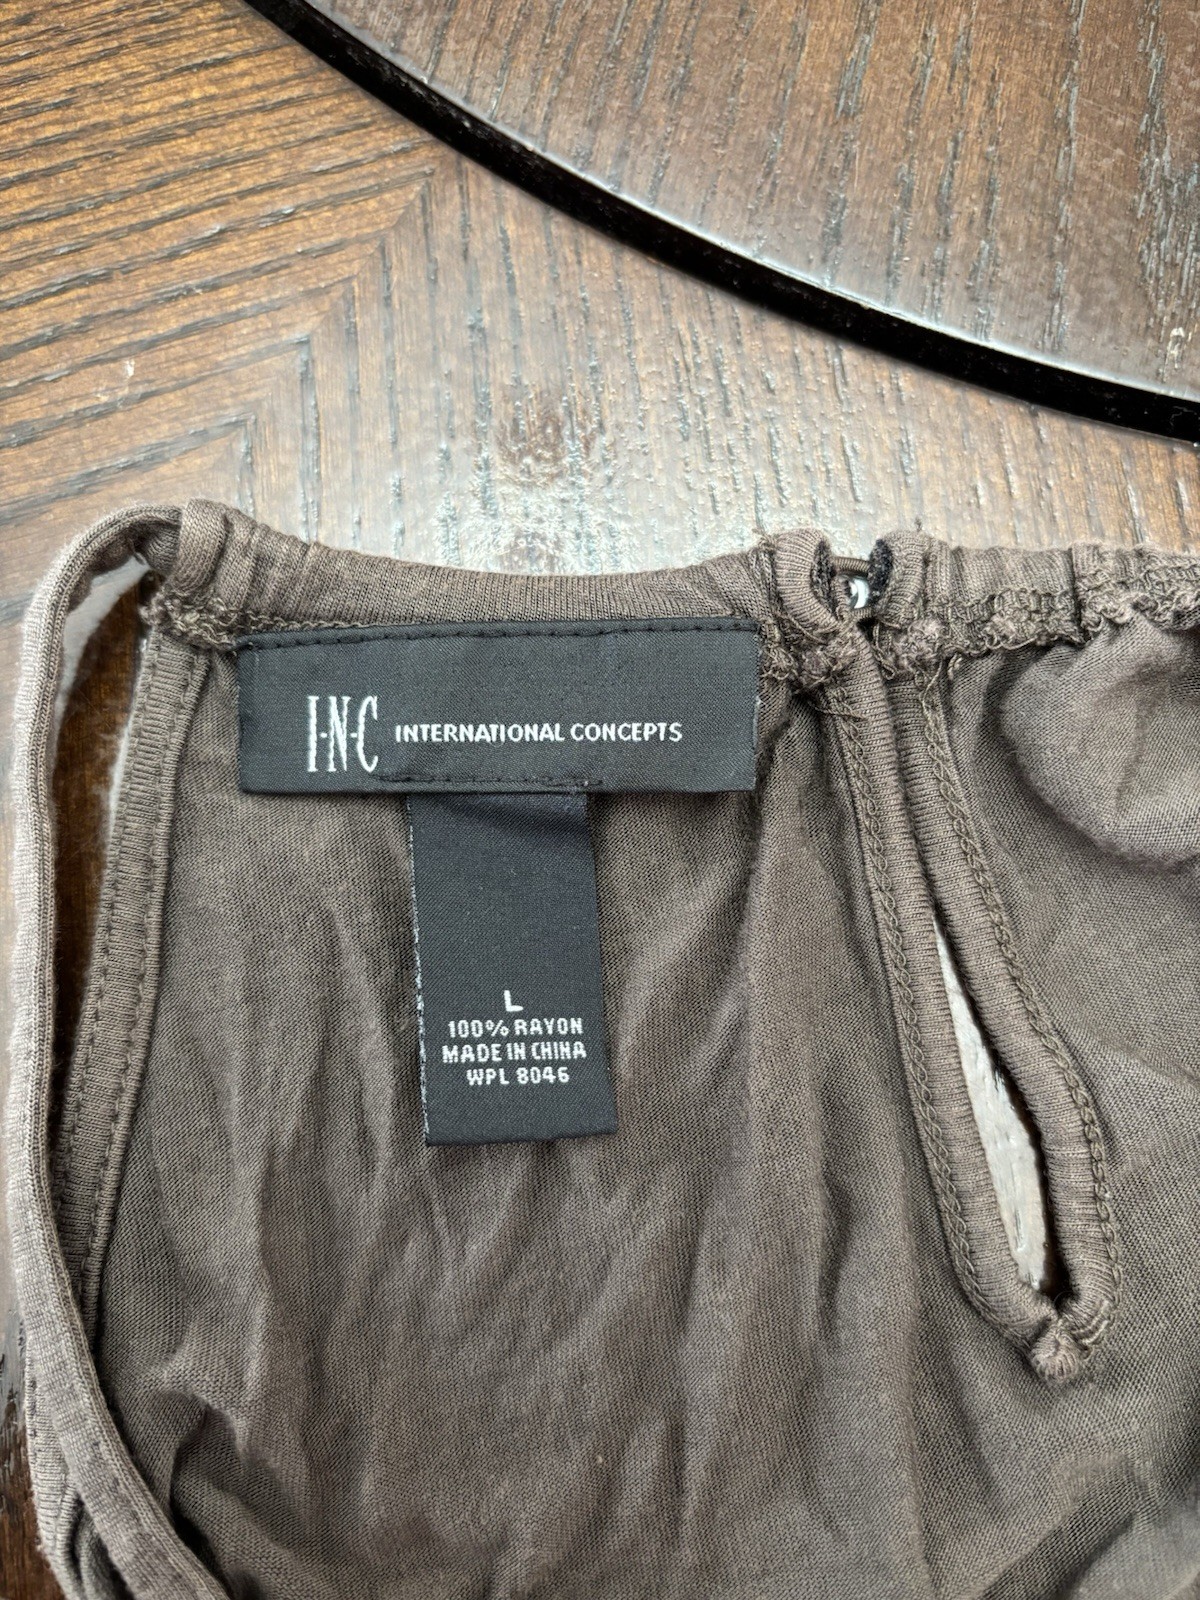 I·N·C INTERNATIONAL CONCEPTS
L
100% RAYON
MADE IN CHINA
WPL 8046